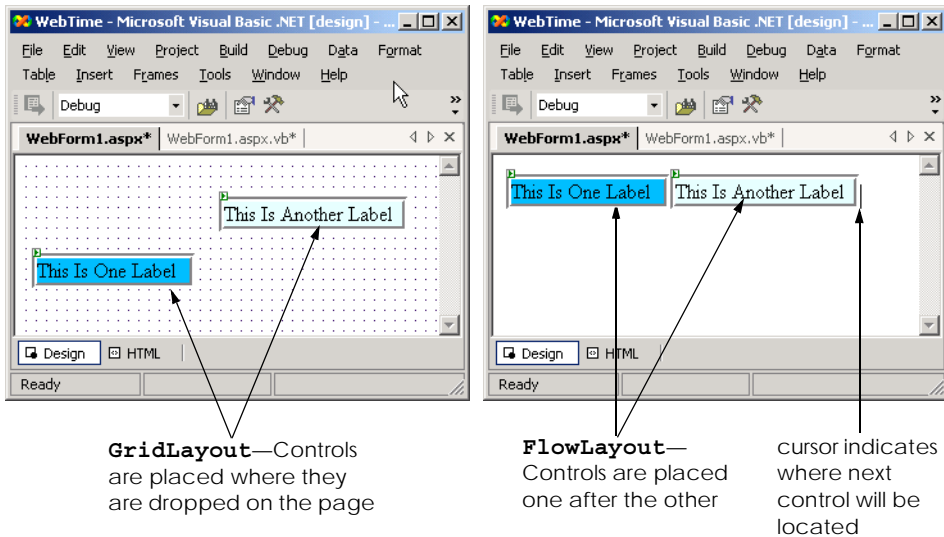 WebTime - Microsoft Visual Basic .NET [design] - ...
File Edit View Project Build Debug Data Format
Table Insert Frames Tools Window Help
Debug
WebForm1.aspx* WebForm1.aspx.vb*
This Is Another Label
This Is One Label
Design HTML
Ready
GridLayout—Controls
are placed where they
are dropped on the page
WebTime - Microsoft Visual Basic .NET [design] - ...
File Edit View Project Build Debug Data Format
Table Insert Frames Tools Window Help
Debug
WebForm1.aspx* WebForm1.aspx.vb*
This Is One Label This Is Another Label
Design HTML
Ready
FlowLayout—
Controls are placed
one after the other
cursor indicates
where next
control will be
located